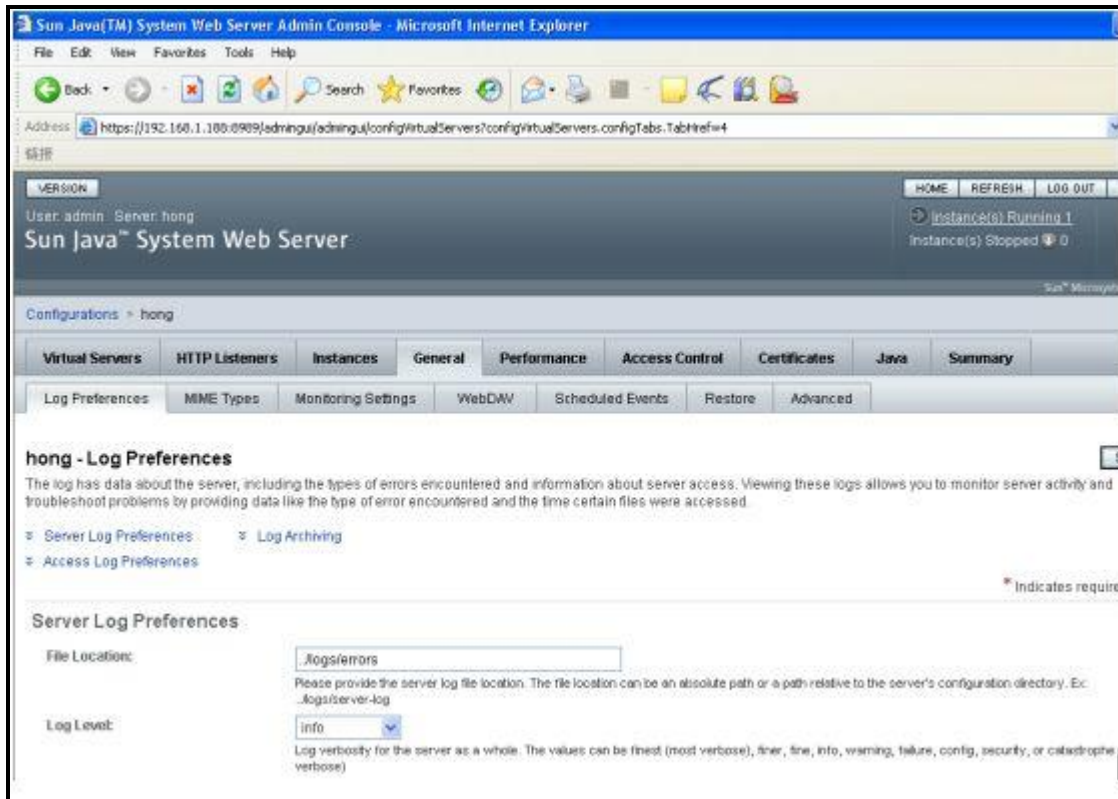 Sun Java(TM) System Web Server Admin Console - Microsoft Internet Explorer
File Edit View Favorites Tools Help
Back Search Favorites
Address https://192.168.1.188:8989/admingui/admingui/configVirtualServers?configVirtualServers.configTabs.TabHref=4
链接
VERSION HOME REFRESH LOG OUT
User: admin Server: hong Instance(s) Running 1
Sun Java™ System Web Server Instance(s) Stopped 0
Sun™ Microsyst
Configurations > hong
Virtual Servers HTTP Listeners Instances General Performance Access Control Certificates Java Summary
Log Preferences MIME Types Monitoring Settings WebDAV Scheduled Events Restore Advanced
hong - Log Preferences
The log has data about the server, including the types of errors encountered and information about server access. Viewing these logs allows you to monitor server activity and
troubleshoot problems by providing data like the type of error encountered and the time certain files were accessed.
Server Log Preferences Log Archiving
Access Log Preferences
* Indicates require
Server Log Preferences
File Location: ../logs/errors
Please provide the server log file location. The file location can be an absolute path or a path relative to the server's configuration directory. Ex:
../logs/server-log
Log Level: info
Log verbosity for the server as a whole. The values can be finest (most verbose), finer, fine, info, warning, failure, config, security, or catastrophe
verbose)